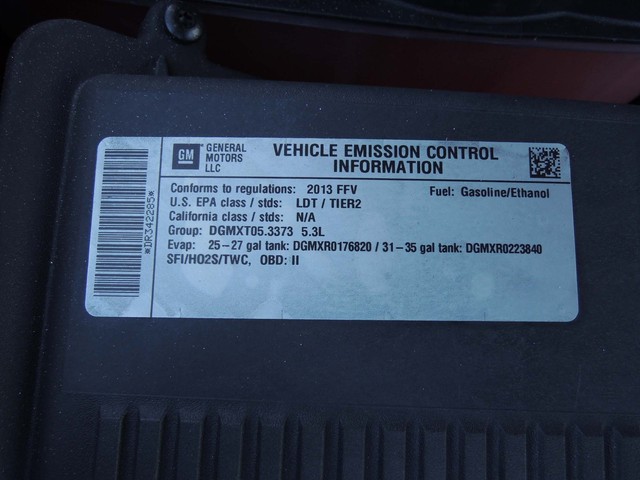 GM
GENERAL
MOTORS
LLC
VEHICLE EMISSION CONTROL
INFORMATION
Conforms to regulations: 2013 FFV Fuel: Gasoline/Ethanol
U.S. EPA class / stds: LDT / TIER2
California class / stds: N/A
Group: DGMXT05.3373 5.3L
Evap: 25-27 gal tank: DGMXR0176820 / 31-35 gal tank: DGMXR0223840
SFI/HO2S/TWC, OBD: II
*DR342285*